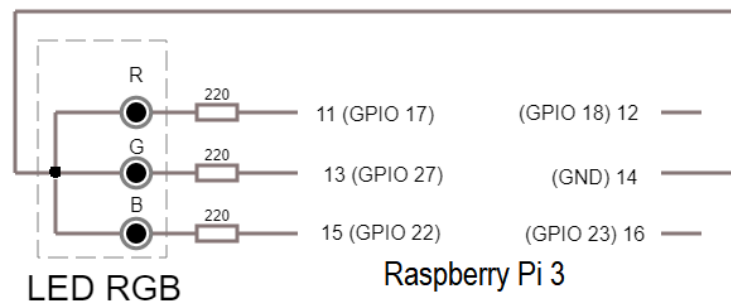 R
220
11 (GPIO 17)
(GPIO 18) 12
G
220
13 (GPIO 27)
(GND) 14
B
220
15 (GPIO 22)
(GPIO 23) 16
LED RGB
Raspberry Pi 3